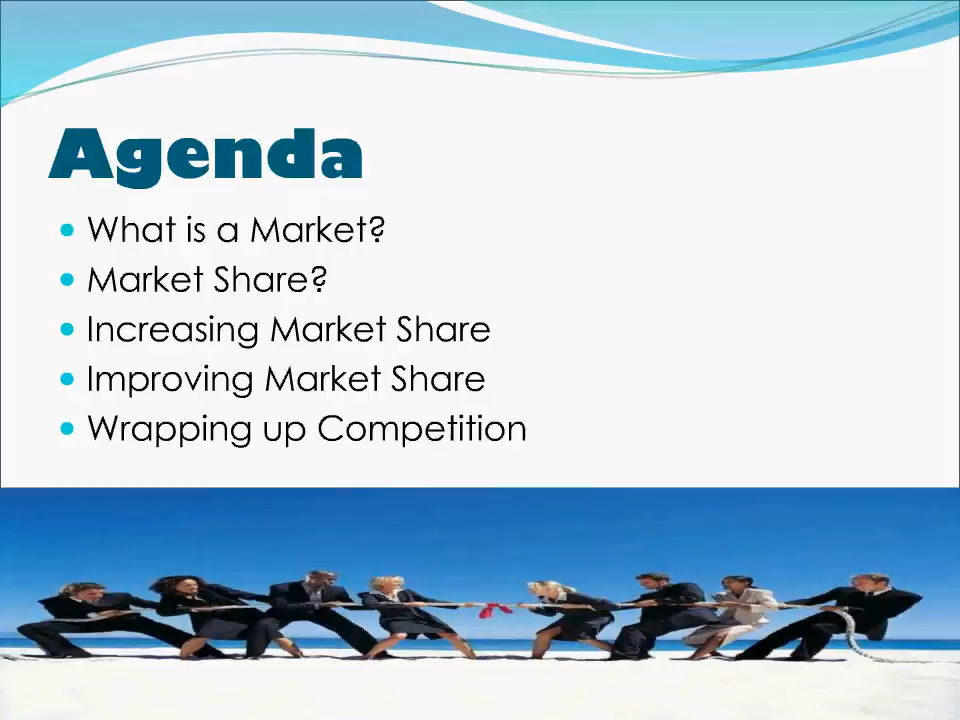 Agenda
What is a Market?
Market Share?
Increasing Market Share
Improving Market Share
Wrapping up Competition